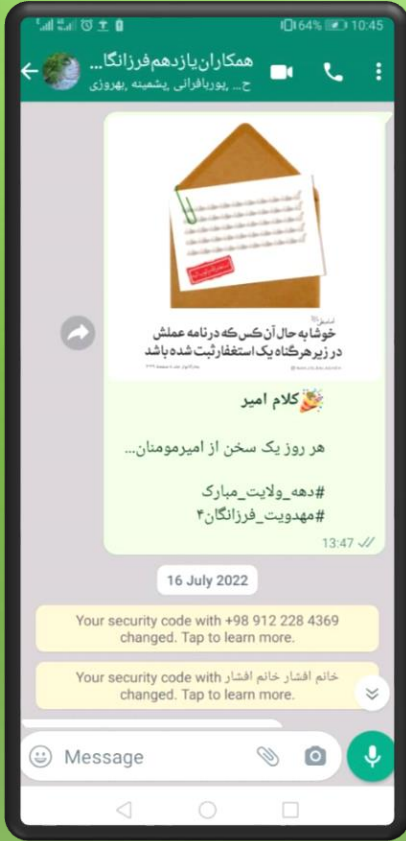 64% 10:45
همکاران‌یازدهم‌فرزانگا...
ح... ,پوریافرانی ,پشمینه ,بهروزی
خوشا به حال آن کس که در نامه عملش
در زیر هر گناه یک استغفار ثبت شده باشد
کلام امیر
هر روز یک سخن از امیرمومنان...
#دهه_ولایت_مبارک
#مهدویت_فرزانگان۴
13:47
16 July 2022
Your security code with +98 912 228 4369
changed. Tap to learn more.
Your security code with خانم افشار خانم افشار
changed. Tap to learn more.
Message